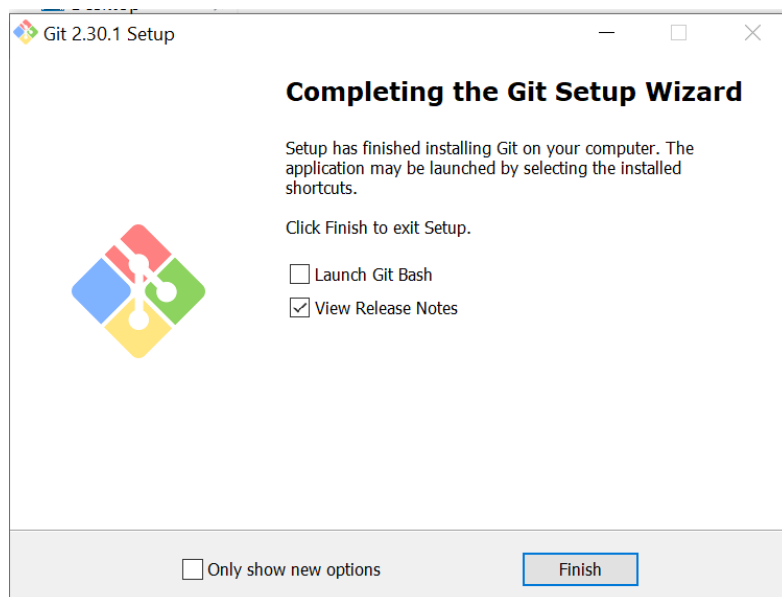 Git 2.30.1 Setup
Completing the Git Setup Wizard
Setup has finished installing Git on your computer. The
application may be launched by selecting the installed
shortcuts.
Click Finish to exit Setup.
Launch Git Bash
View Release Notes
Only show new options
Finish